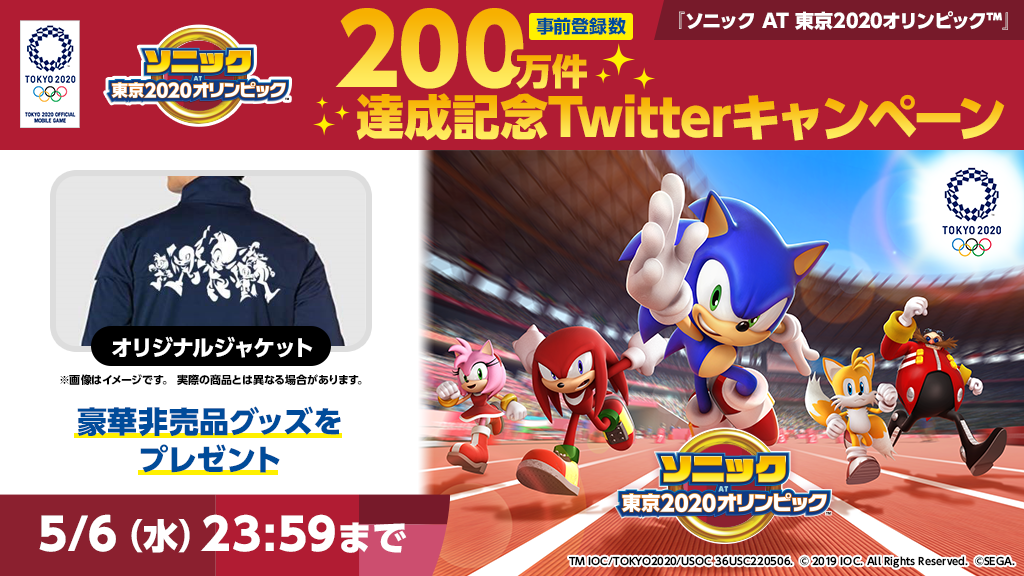 『ソニック AT 東京2020オリンピック™』
TOKYO 2020
TOKYO 2020 OFFICIAL
MOBILE GAME
ソニック
AT
東京2020オリンピック™
事前登録数
200万件
達成記念Twitterキャンペーン
オリジナルジャケット
※画像はイメージです。 実際の商品とは異なる場合があります。
豪華非売品グッズを
プレゼント
TOKYO 2020
ソニック
AT
東京2020オリンピック™
5/6（水）23:59まで
TM IOC/TOKYO2020/USOC 36USC220506. © 2019 IOC. All Rights Reserved. ©SEGA.